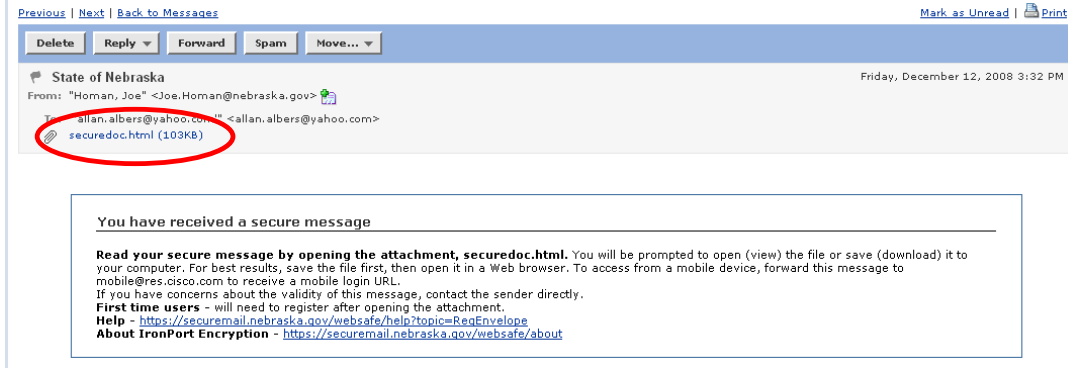 Previous | Next | Back to Messages
Mark as Unread | Print
Delete Reply Forward Spam Move...
State of Nebraska
Friday, December 12, 2008 3:32 PM
From: "Homan, Joe" <Joe.Homan@nebraska.gov>
To: "'allan.albers@yahoo.com'" <allan.albers@yahoo.com>
securedoc.html (103KB)
You have received a secure message
Read your secure message by opening the attachment, securedoc.html. You will be prompted to open (view) the file or save (download) it to
your computer. For best results, save the file first, then open it in a Web browser. To access from a mobile device, forward this message to
mobile@res.cisco.com to receive a mobile login URL.
If you have concerns about the validity of this message, contact the sender directly.
First time users - will need to register after opening the attachment.
Help - https://securemail.nebraska.gov/websafe/help?topic=RegEnvelope
About IronPort Encryption - https://securemail.nebraska.gov/websafe/about